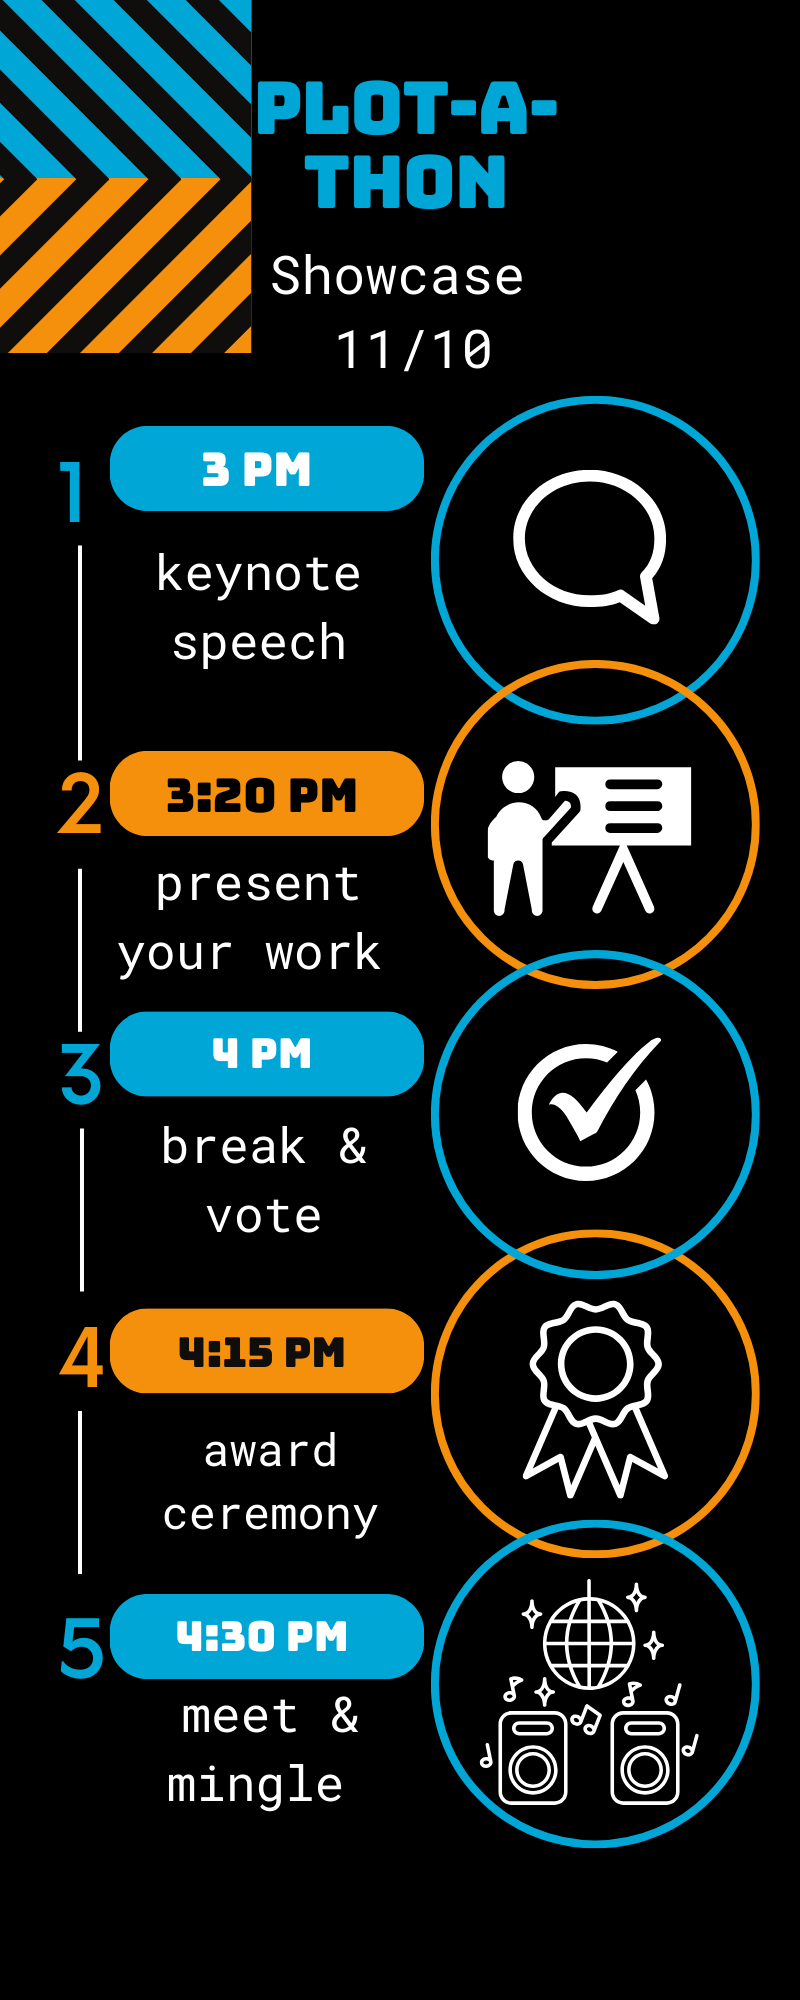 PLOT-A-
THON
Showcase
11/10
1
3 PM
keynote
speech
2
3:20 PM
present
your work
3
4 PM
break &
vote
4
4:15 PM
award
ceremony
5
4:30 PM
meet &
mingle